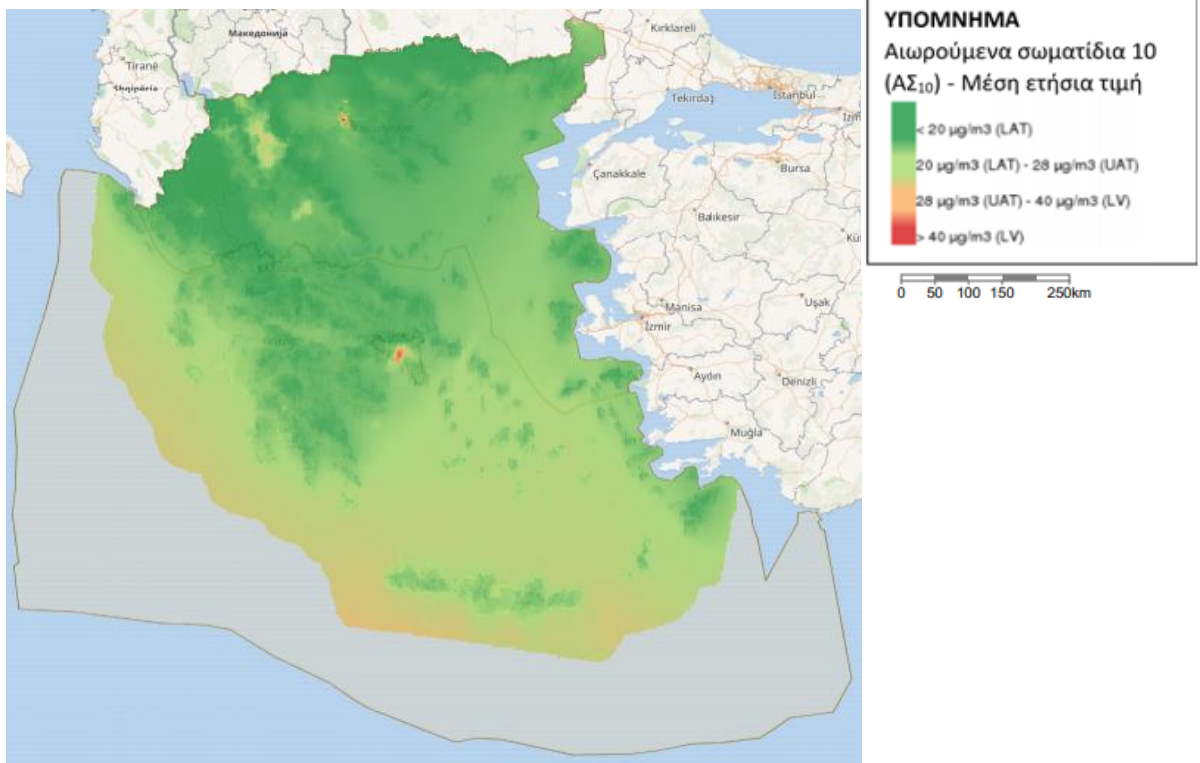 Македонија
Kirklareli
Tiranë
Shqipëria
Tekirdağ
Istanbul
Bursa
Çanakkale
Balıkesir
Manisa
Uşak
İzmir
Aydın
Denizli
Muğla
ΥΠΟΜΝΗΜΑ
Αιωρούμενα σωματίδια 10
(ΑΣ₁₀) - Μέση ετήσια τιμή
< 20 µg/m3 (LAT)
20 µg/m3 (LAT) - 28 µg/m3 (UAT)
28 µg/m3 (UAT) - 40 µg/m3 (LV)
> 40 µg/m3 (LV)
0 50 100 150 250km